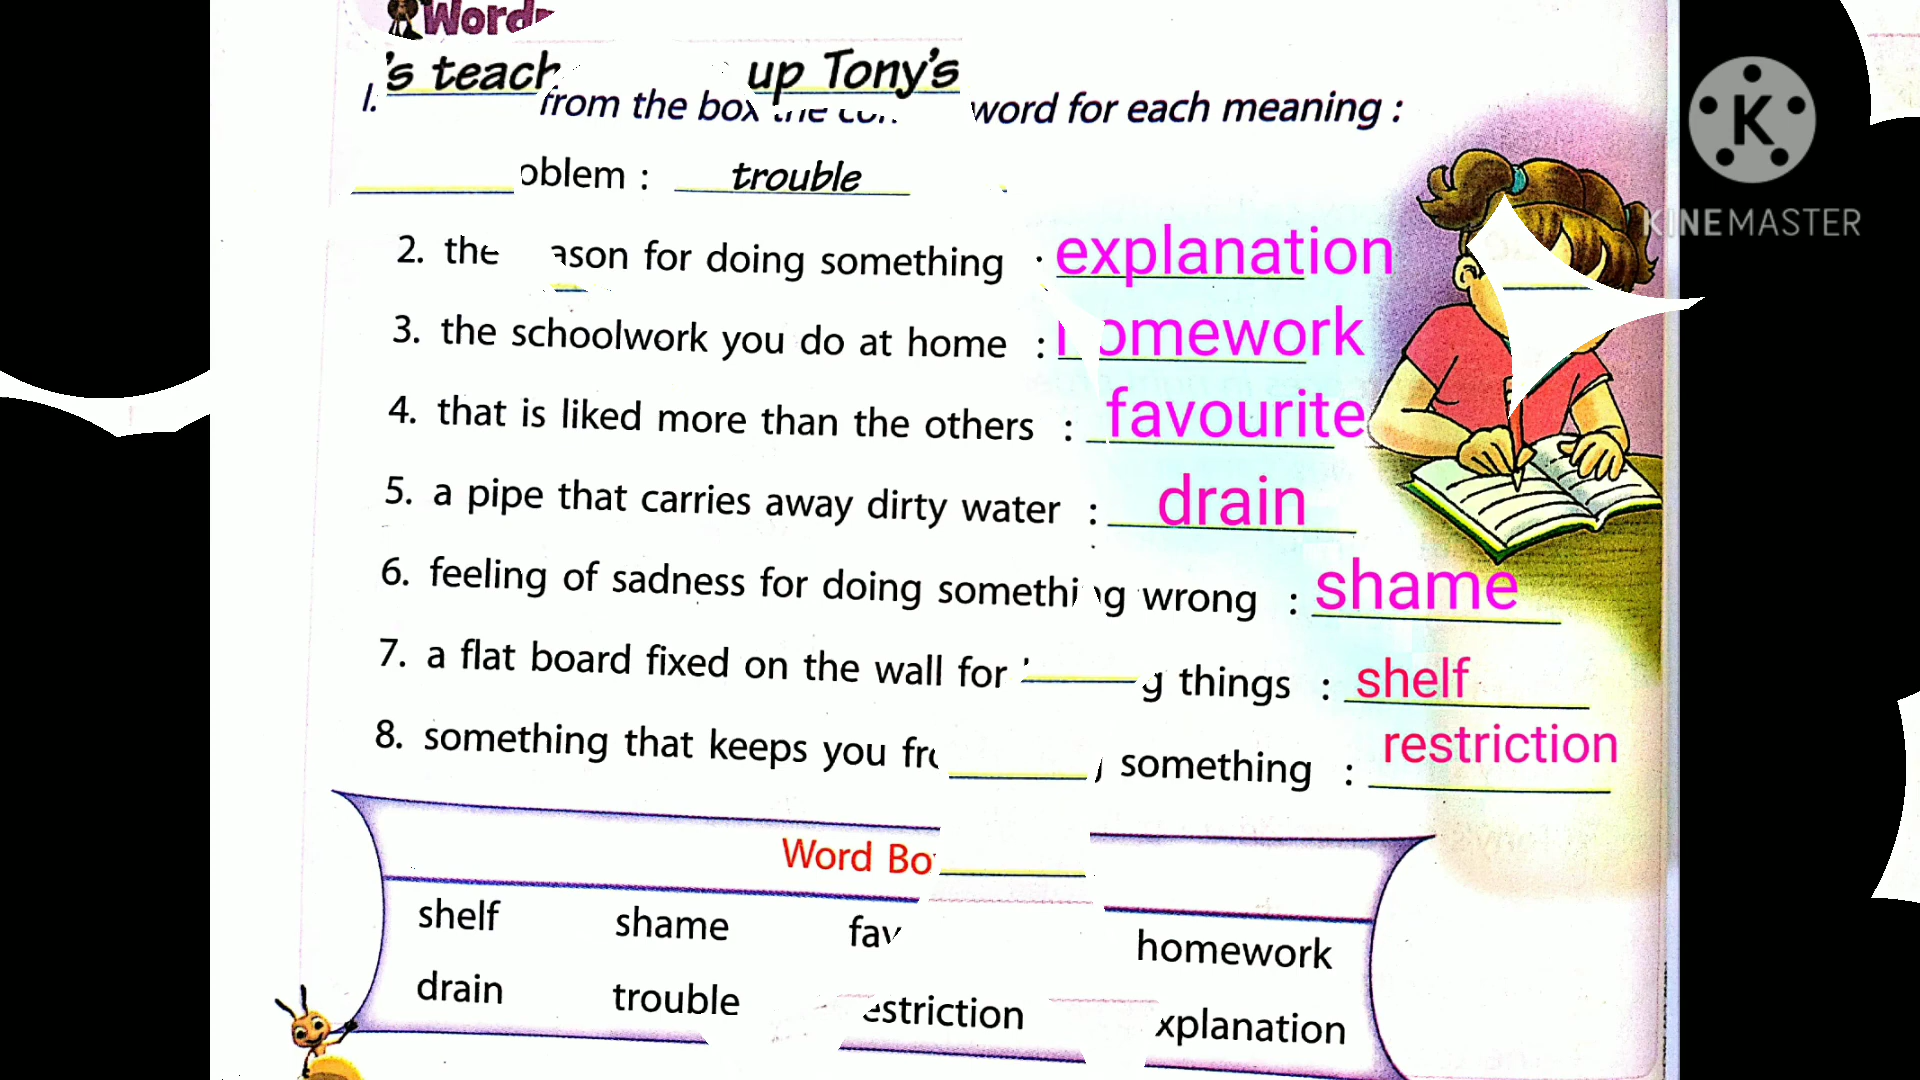 Word
's teach up Tony's
1. from the box word for each meaning :
oblem : trouble
2. the ason for doing something : explanation
3. the schoolwork you do at home : homework
4. that is liked more than the others : favourite
5. a pipe that carries away dirty water : drain
6. feeling of sadness for doing something wrong : shame
7. a flat board fixed on the wall for g things : shelf
8. something that keeps you fr something : restriction
Word Bo
shelf shame fav homework
drain trouble estriction xplanation
K
KINEMASTER